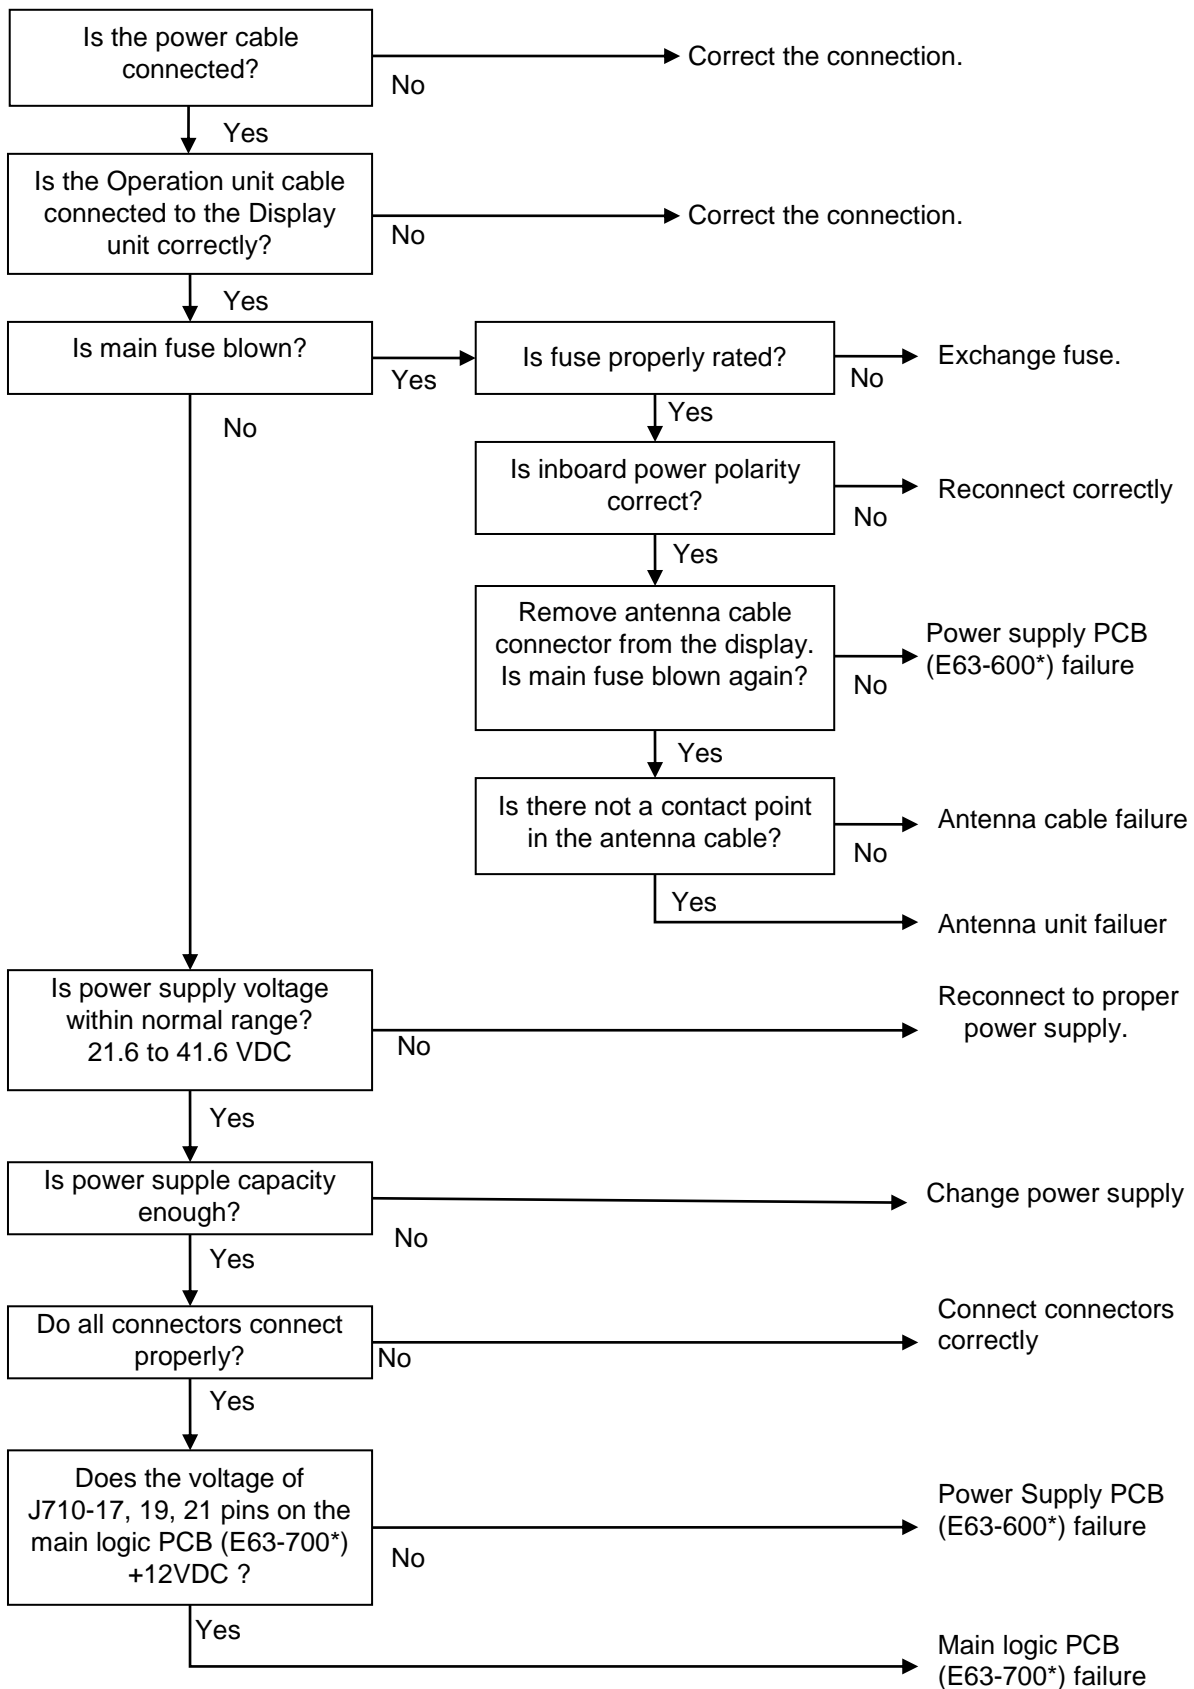 Is the power cable
connected?
No
Correct the connection.
Yes
Is the Operation unit cable
connected to the Display
unit correctly?
No
Correct the connection.
Yes
Is main fuse blown?
Yes
Is fuse properly rated?
No
Exchange fuse.
No
Yes
Is inboard power polarity
correct?
No
Reconnect correctly
Yes
Remove antenna cable
connector from the display.
Is main fuse blown again?
No
Power supply PCB
(E63-600*) failure
Yes
Is there not a contact point
in the antenna cable?
No
Antenna cable failure
Yes
Antenna unit failuer
Is power supply voltage
within normal range?
21.6 to 41.6 VDC
No
Reconnect to proper
power supply.
Yes
Is power supple capacity
enough?
No
Change power supply
Yes
Do all connectors connect
properly?
No
Connect connectors
correctly
Yes
Does the voltage of
J710-17, 19, 21 pins on the
main logic PCB (E63-700*)
+12VDC ?
No
Power Supply PCB
(E63-600*) failure
Yes
Main logic PCB
(E63-700*) failure